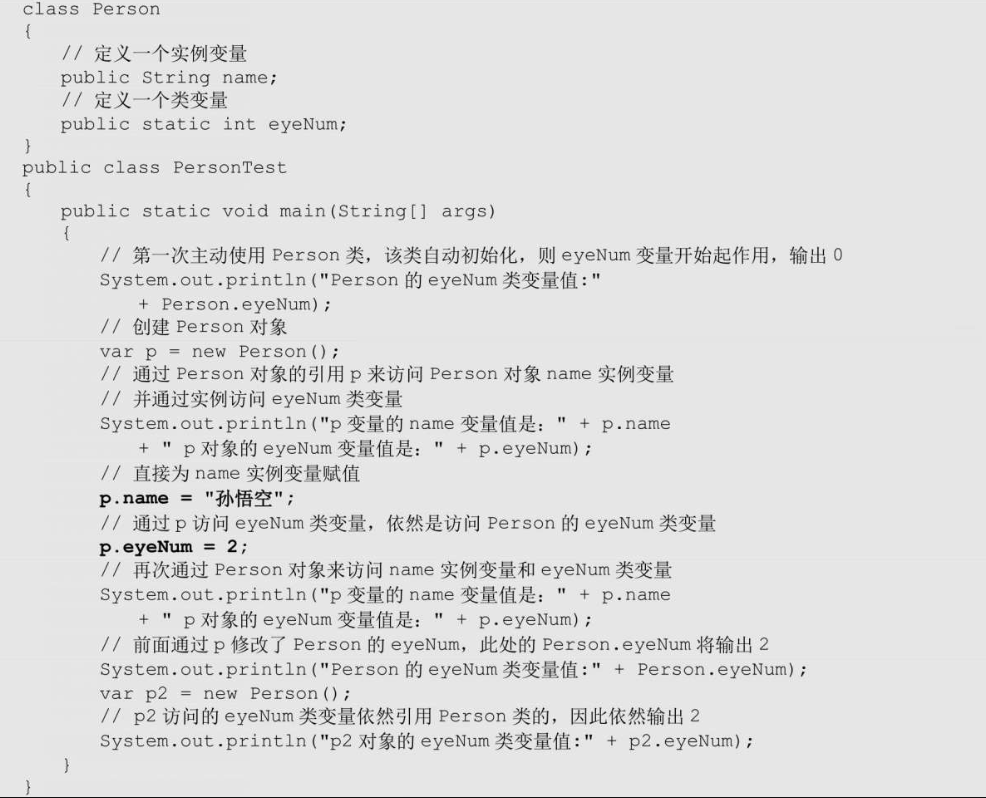 class Person
{
    // 定义一个实例变量
    public String name;
    // 定义一个类变量
    public static int eyeNum;
}
public class PersonTest
{
    public static void main(String[] args)
    {
        // 第一次主动使用 Person 类，该类自动初始化，则 eyeNum 变量开始起作用，输出 0
        System.out.println("Person 的 eyeNum 类变量值:"
            + Person.eyeNum);
        // 创建 Person 对象
        var p = new Person();
        // 通过 Person 对象的引用 p 来访问 Person 对象 name 实例变量
        // 并通过实例访问 eyeNum 类变量
        System.out.println("p 变量的 name 变量值是：" + p.name
            + " p 对象的 eyeNum 变量值是：" + p.eyeNum);
        // 直接为 name 实例变量赋值
        p.name = "孙悟空";
        // 通过 p 访问 eyeNum 类变量，依然是访问 Person 的 eyeNum 类变量
        p.eyeNum = 2;
        // 再次通过 Person 对象来访问 name 实例变量和 eyeNum 类变量
        System.out.println("p 变量的 name 变量值是：" + p.name
            + " p 对象的 eyeNum 变量值是：" + p.eyeNum);
        // 前面通过 p 修改了 Person 的 eyeNum，此处的 Person.eyeNum 将输出 2
        System.out.println("Person 的 eyeNum 类变量值:" + Person.eyeNum);
        var p2 = new Person();
        // p2 访问的 eyeNum 类变量依然引用 Person 类的，因此依然输出 2
        System.out.println("p2 对象的 eyeNum 类变量值:" + p2.eyeNum);
    }
}